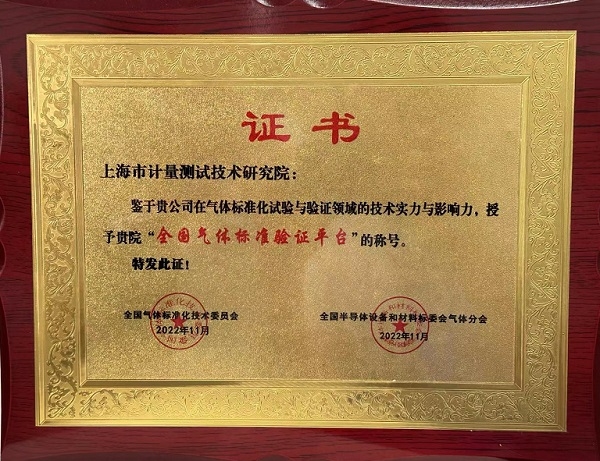 证书
上海市计量测试技术研究院：
鉴于贵公司在气体标准化试验与验证领域的技术实力与影响力，授
予贵院“全国气体标准验证平台”的称号。
特发此证！
全国气体标准化技术委员会
2022年11月
全国半导体设备和材料标委会气体分会
2022年11月